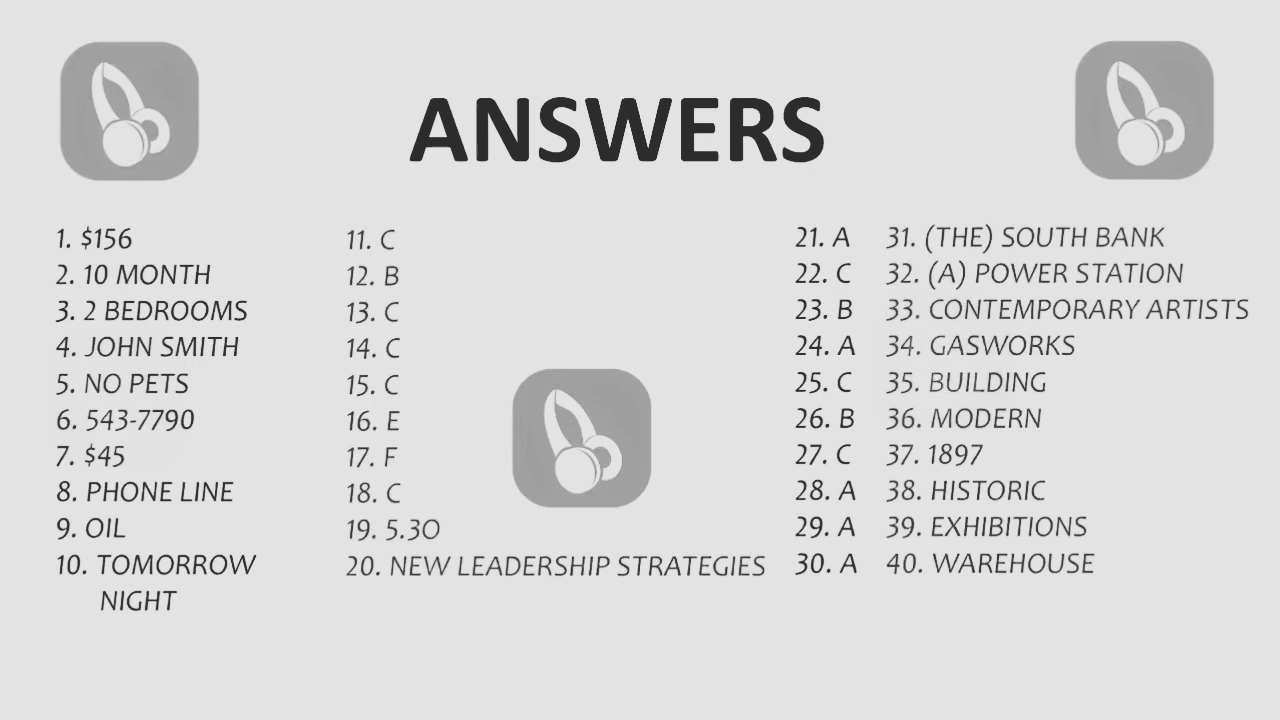 ANSWERS
1. $156
2. 10 MONTH
3. 2 BEDROOMS
4. JOHN SMITH
5. NO PETS
6. 543-7790
7. $45
8. PHONE LINE
9. OIL
10. TOMORROW
NIGHT
11. C
12. B
13. C
14. C
15. C
16. E
17. F
18. C
19. 5.30
20. NEW LEADERSHIP STRATEGIES
21. A
22. C
23. B
24. A
25. C
26. B
27. C
28. A
29. A
30. A
31. (THE) SOUTH BANK
32. (A) POWER STATION
33. CONTEMPORARY ARTISTS
34. GASWORKS
35. BUILDING
36. MODERN
37. 1897
38. HISTORIC
39. EXHIBITIONS
40. WAREHOUSE